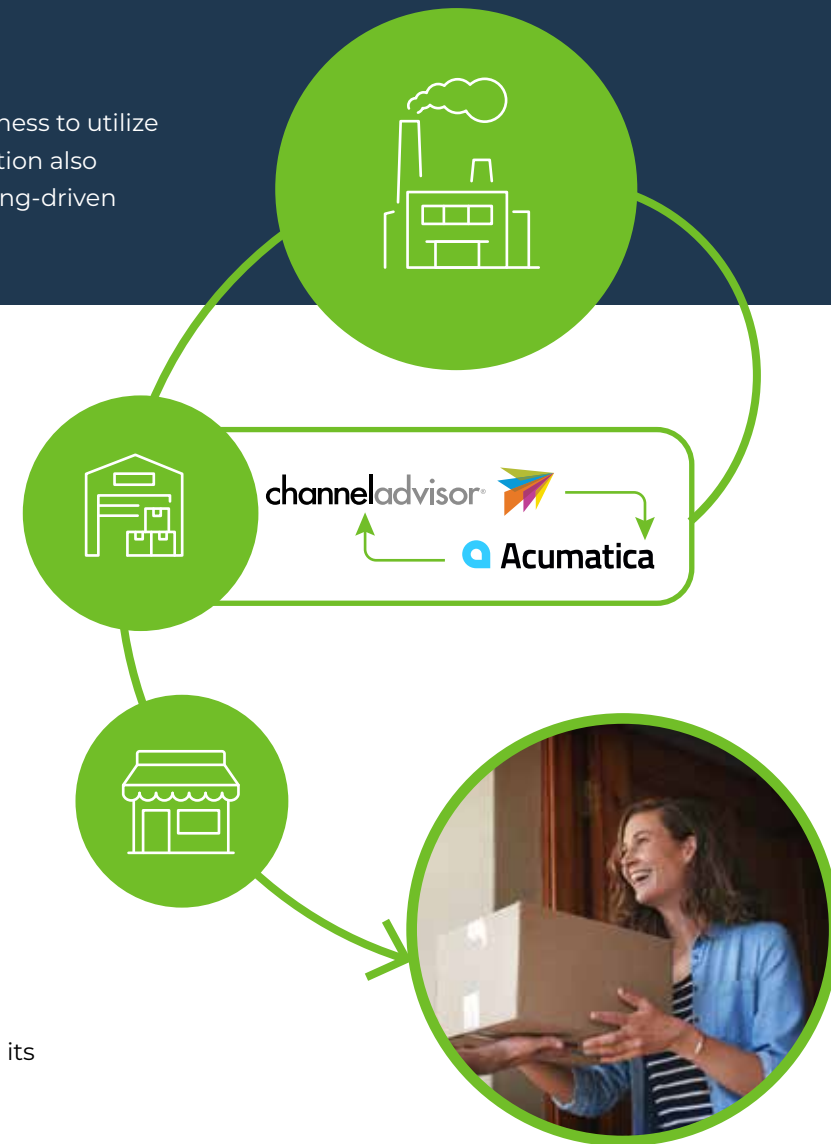 ness to utilize
tion also
ng-driven
channeladvisor
Acumatica
its